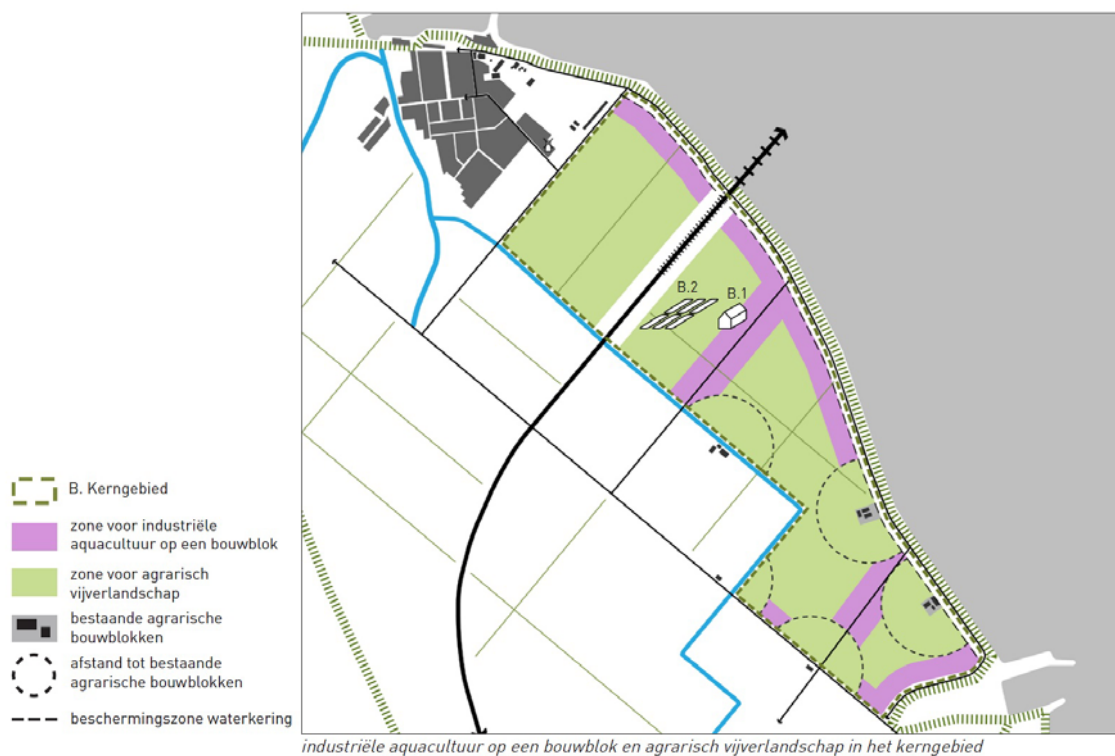 B.2
B.1
B. Kerngebied
zone voor industriële
aquacultuur op een bouwblok
zone voor agrarisch
vijverlandschap
bestaande agrarische
bouwblokken
afstand tot bestaande
agrarische bouwblokken
beschermingszone waterkering
industriële aquacultuur op een bouwblok en agrarisch vijverlandschap in het kerngebied